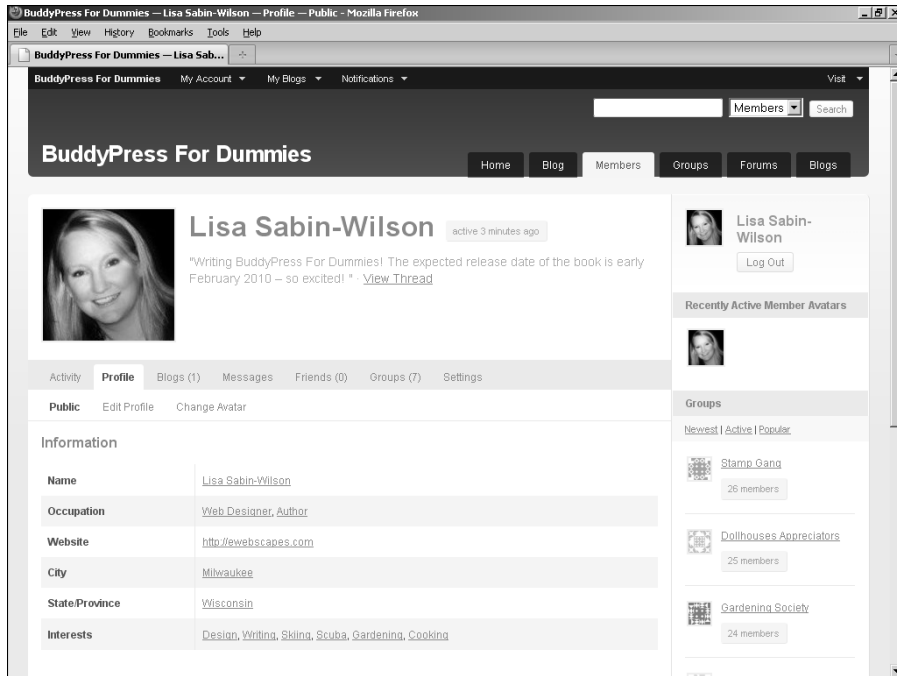 BuddyPress For Dummies — Lisa Sabin-Wilson — Profile — Public - Mozilla Firefox
File Edit View History Bookmarks Tools Help
BuddyPress For Dummies — Lisa Sab...
BuddyPress For Dummies My Account My Blogs Notifications Visit
Members Search
BuddyPress For Dummies
Home Blog Members Groups Forums Blogs
Lisa Sabin-Wilson active 3 minutes ago
"Writing BuddyPress For Dummies! The expected release date of the book is early
February 2010 – so excited! " · View Thread
Lisa Sabin-
Wilson
Log Out
Recently Active Member Avatars
Activity Profile Blogs (1) Messages Friends (0) Groups (7) Settings
Public Edit Profile Change Avatar
Information
Name Lisa Sabin-Wilson
Occupation Web Designer, Author
Website http://ewebscapes.com
City Milwaukee
State/Province Wisconsin
Interests Design, Writing, Skiing, Scuba, Gardening, Cooking
Groups
Newest | Active | Popular
Stamp Gang
26 members
Dollhouses Appreciators
25 members
Gardening Society
24 members